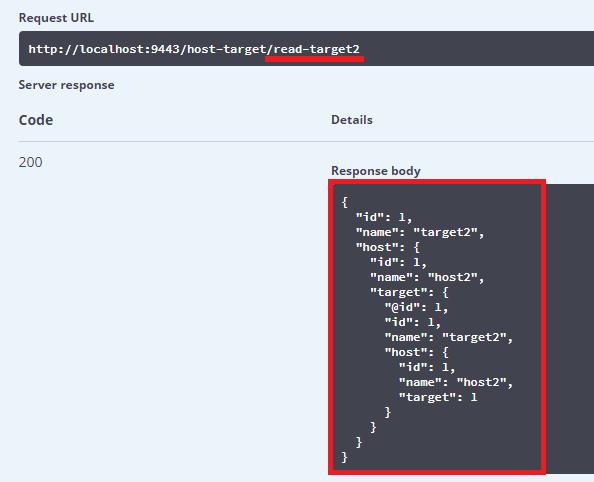 Request URL
http://localhost:9443/host-target/read-target2
Server response
Code Details
200
Response body
{
"id": 1,
"name": "target2",
"host": {
"id": 1,
"name": "host2",
"target": {
"@id": 1,
"id": 1,
"name": "target2",
"host": {
"id": 1,
"name": "host2",
"target": 1
}
}
}
}